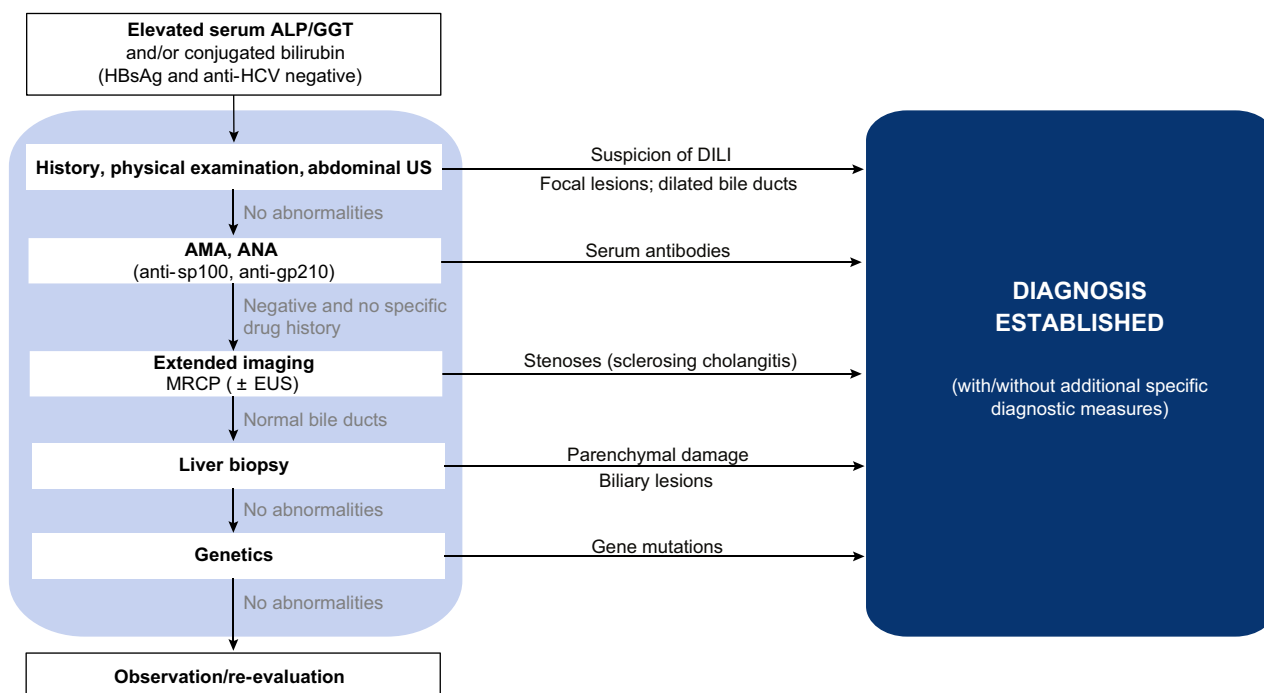 Elevated serum ALP/GGT
and/or conjugated bilirubin
(HBsAg and anti-HCV negative)
History, physical examination, abdominal US
Suspicion of DILI
Focal lesions; dilated bile ducts
No abnormalities
AMA, ANA
(anti-sp100, anti-gp210)
Serum antibodies
Negative and no specific
drug history
Extended imaging
MRCP ( ± EUS)
Stenoses (sclerosing cholangitis)
Normal bile ducts
Liver biopsy
Parenchymal damage
Biliary lesions
No abnormalities
Genetics
Gene mutations
No abnormalities
Observation/re-evaluation
DIAGNOSIS
ESTABLISHED
(with/without additional specific
diagnostic measures)